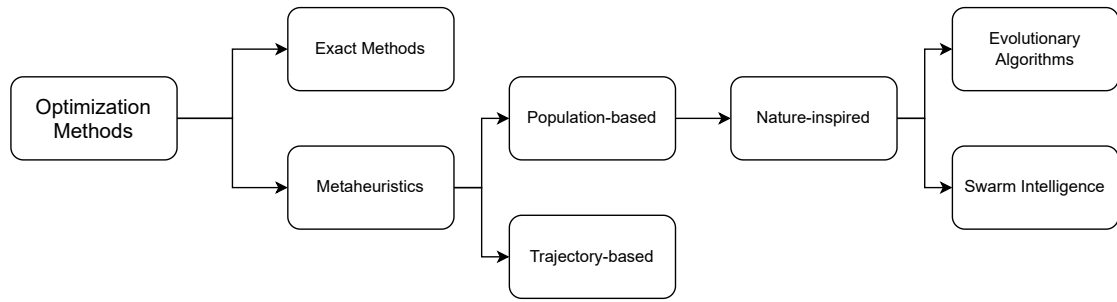 Optimization
Methods
Exact Methods
Metaheuristics
Population-based
Trajectory-based
Nature-inspired
Evolutionary
Algorithms
Swarm Intelligence